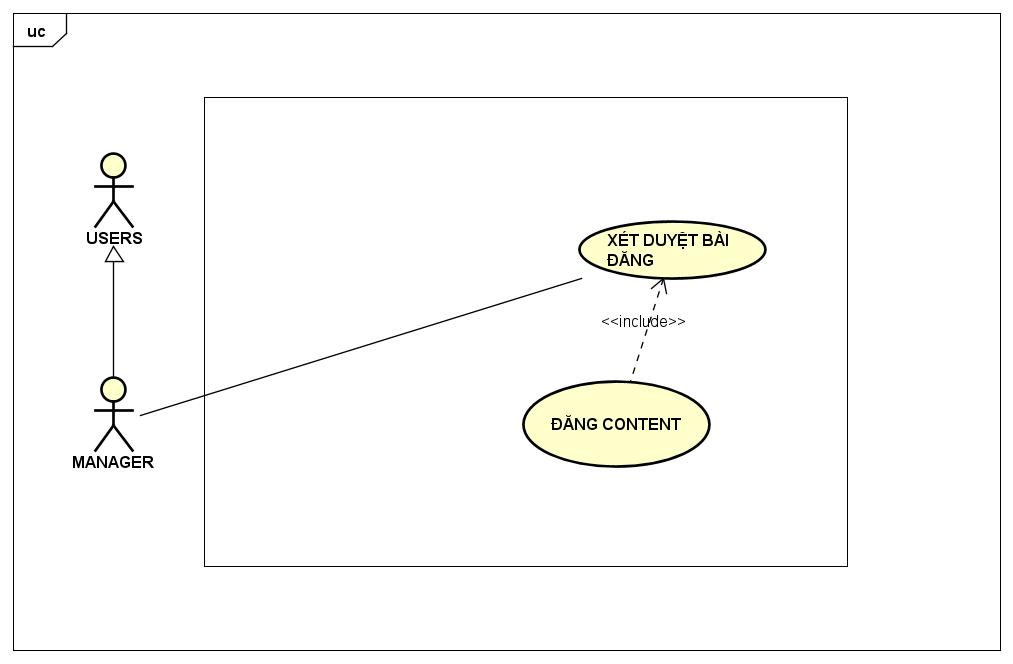 uc
USERS
XÉT DUYỆT BÀI
ĐĂNG
<<include>>
ĐĂNG CONTENT
MANAGER